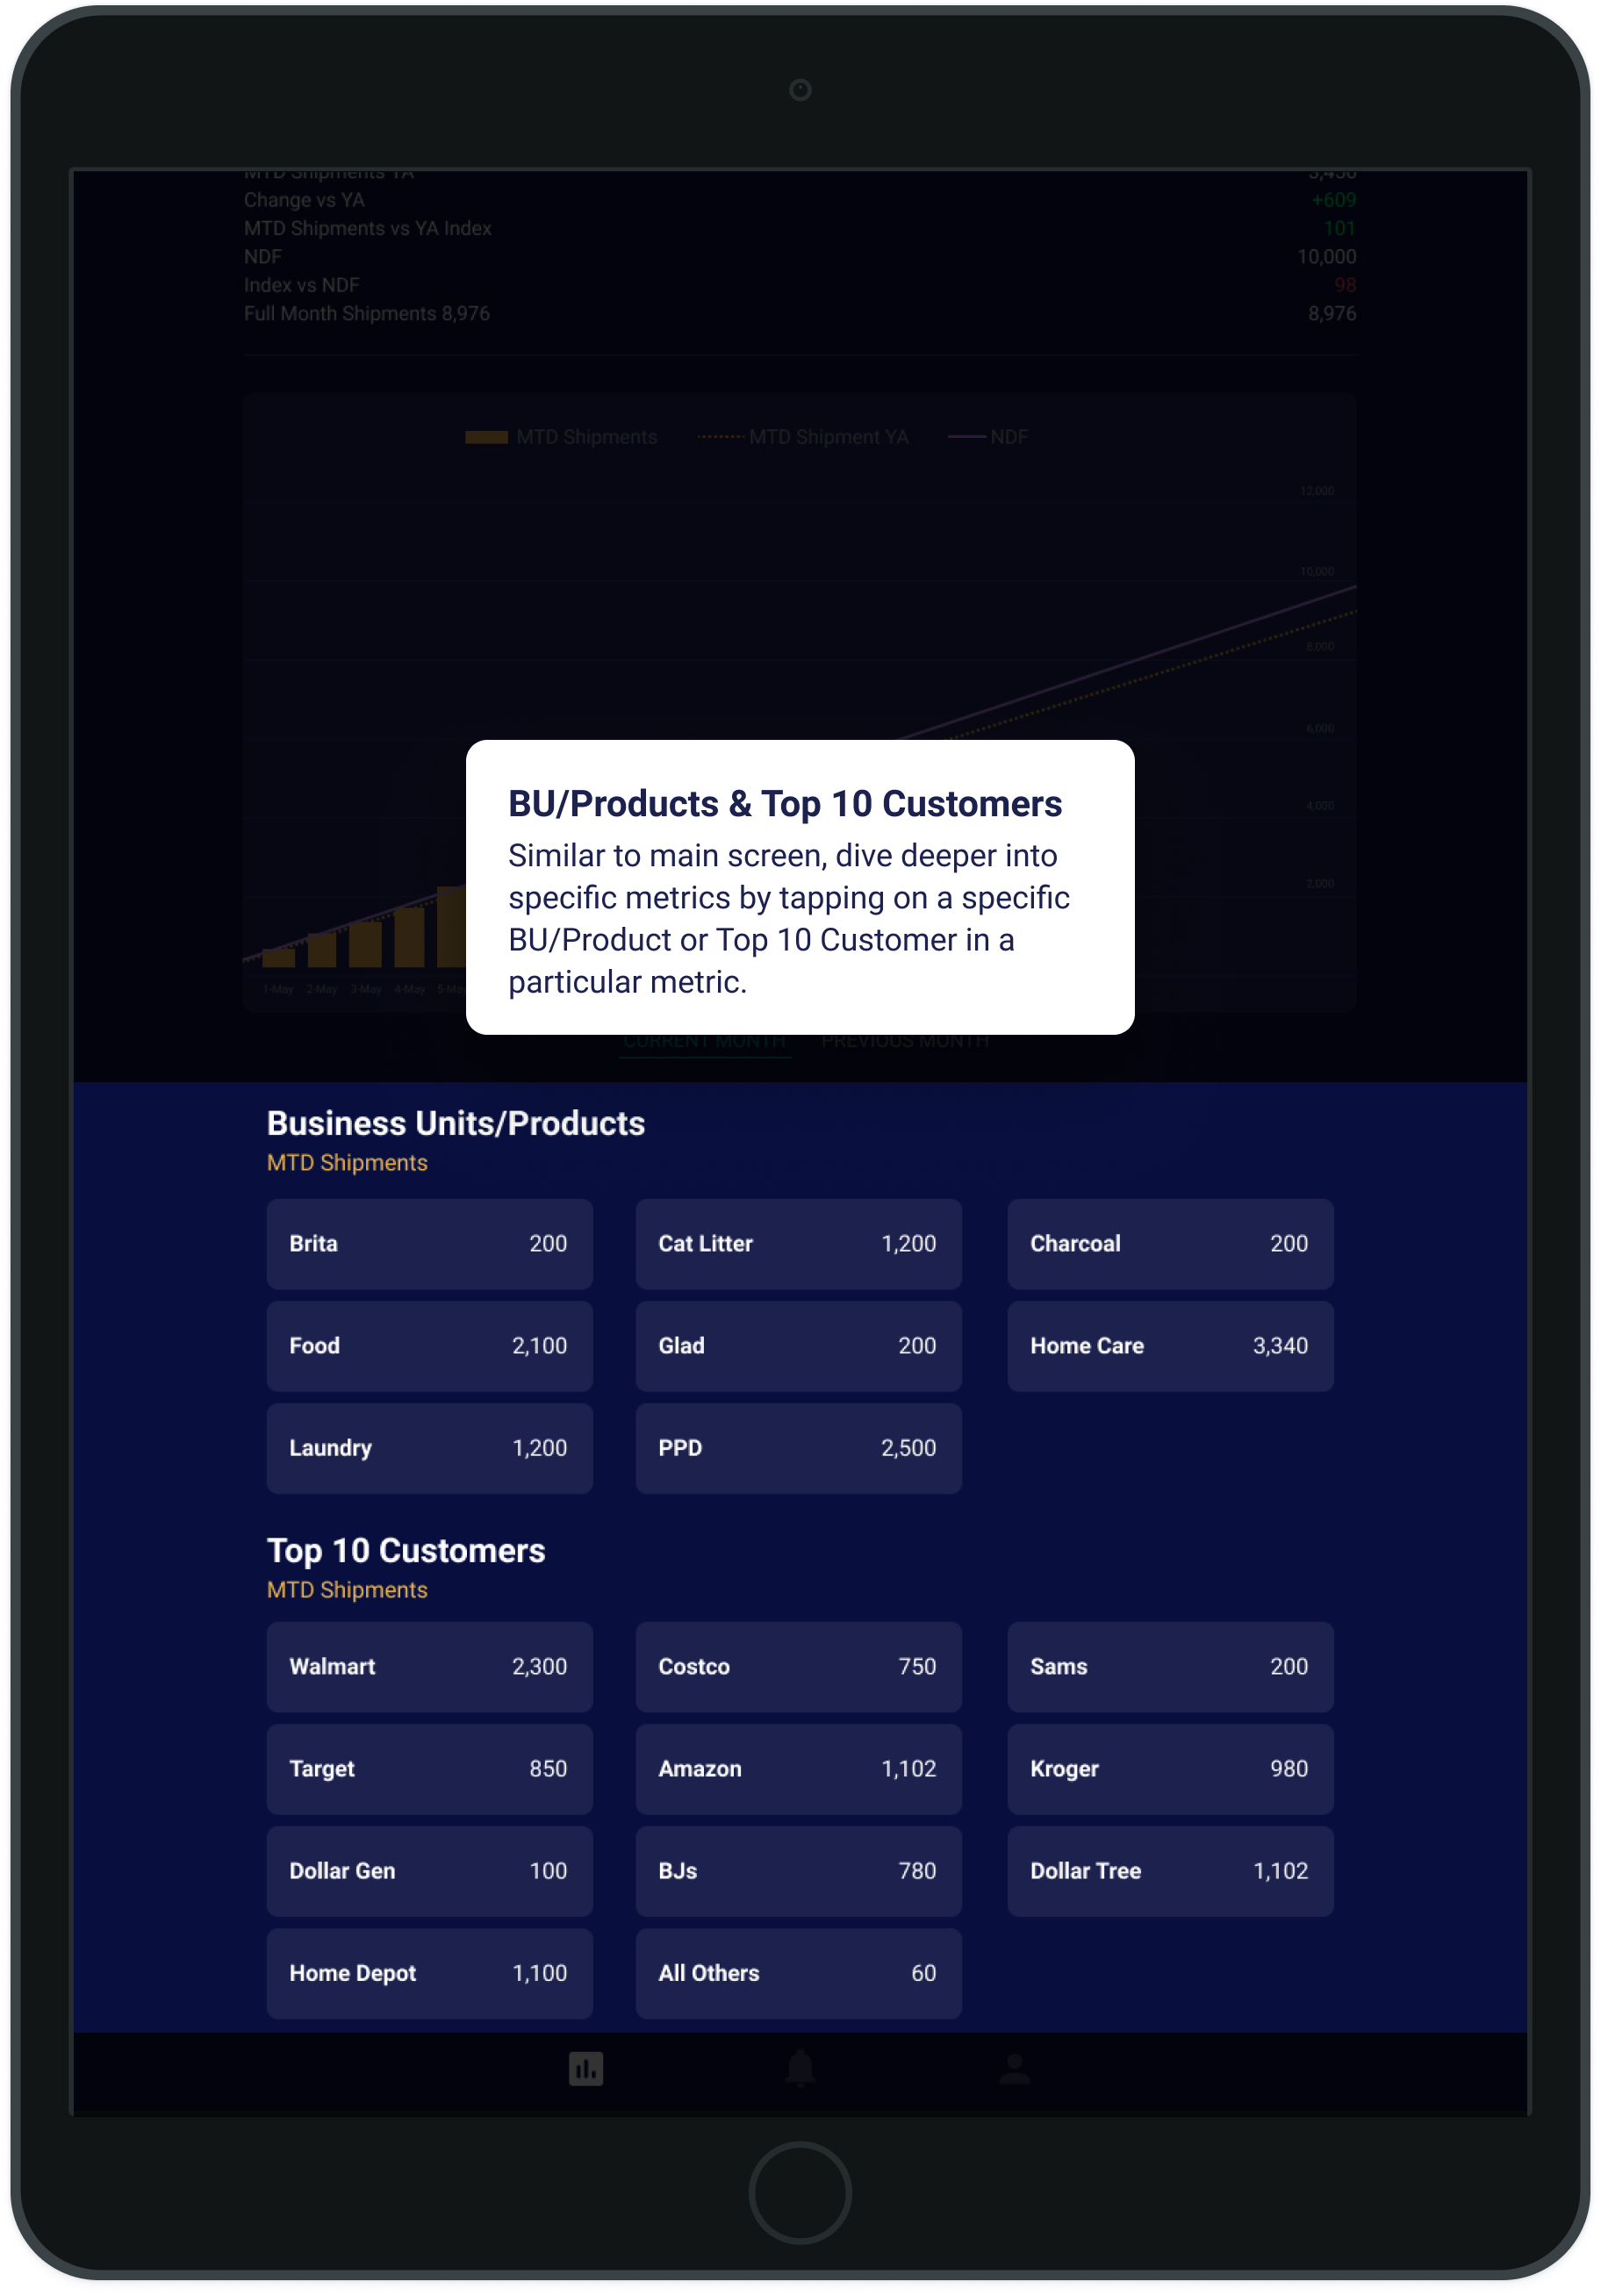 MTD Shipments YA 3,456
Change vs YA +609
MTD Shipments vs YA Index 101
NDF 10,000
Index vs NDF 98
Full Month Shipments 8,976 8,976
MTD Shipments MTD Shipment YA NDF
12,000
10,000
8,000
6,000
4,000
2,000
1-May 2-May 3-May 4-May 5-May
BU/Products & Top 10 Customers
Similar to main screen, dive deeper into
specific metrics by tapping on a specific
BU/Product or Top 10 Customer in a
particular metric.
CURRENT MONTH PREVIOUS MONTH
Business Units/Products
MTD Shipments
Brita 200 Cat Litter 1,200 Charcoal 200
Food 2,100 Glad 200 Home Care 3,340
Laundry 1,200 PPD 2,500
Top 10 Customers
MTD Shipments
Walmart 2,300 Costco 750 Sams 200
Target 850 Amazon 1,102 Kroger 980
Dollar Gen 100 BJs 780 Dollar Tree 1,102
Home Depot 1,100 All Others 60